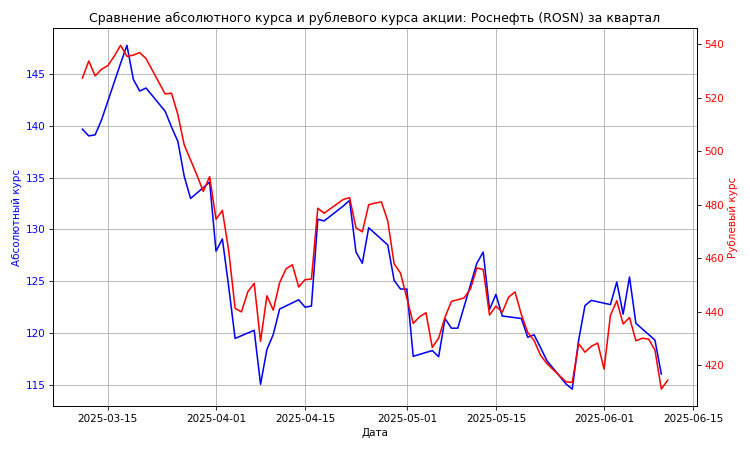 Сравнение абсолютного курса и рублевого курса акции: Роснефть (ROSN) за квартал
Абсолютный курс
145
140
135
130
125
120
115
540
520
500
480
460
440
420
Рублевый курс
2025-03-15 2025-04-01 2025-04-15 2025-05-01 2025-05-15 2025-06-01 2025-06-15
Дата